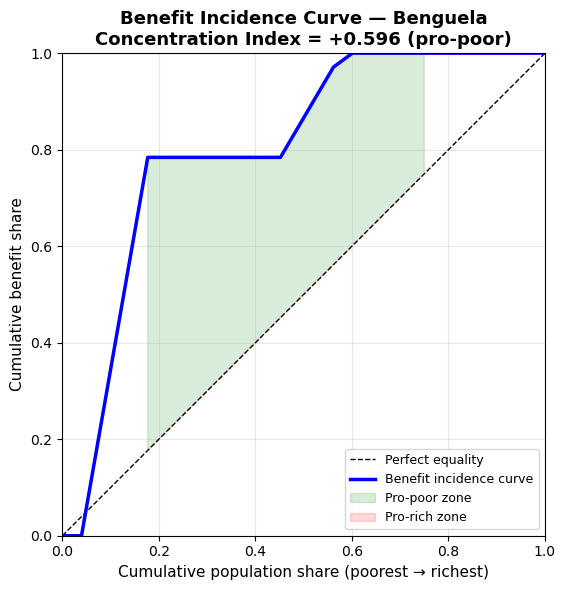 Benefit Incidence Curve — Benguela
Concentration Index = +0.596 (pro-poor)
Cumulative benefit share
1.0
0.8
0.6
0.4
0.2
0.0
0.0 0.2 0.4 0.6 0.8 1.0
Cumulative population share (poorest → richest)
Perfect equality
Benefit incidence curve
Pro-poor zone
Pro-rich zone